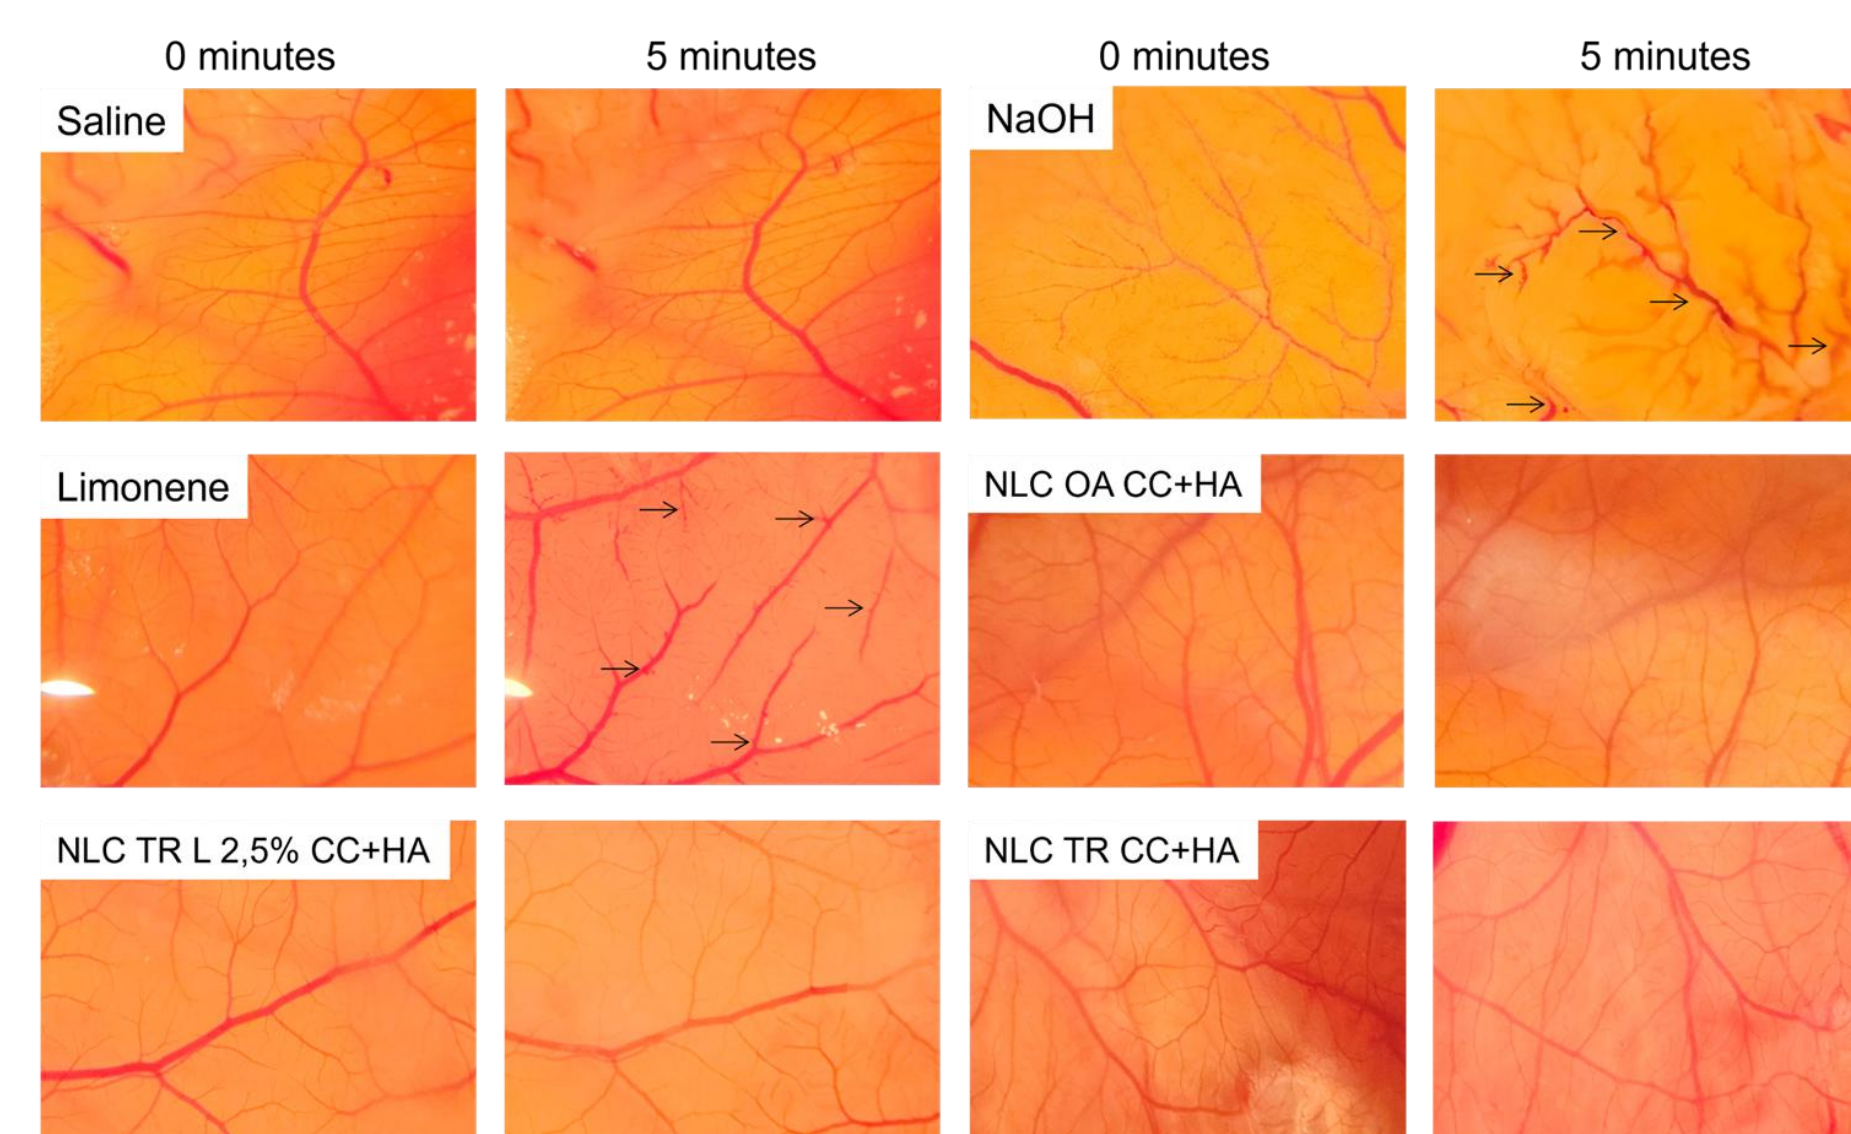 0 minutes 5 minutes 0 minutes 5 minutes
Saline
NaOH
Limonene
NLC OA CC+HA
NLC TR L 2,5% CC+HA
NLC TR CC+HA